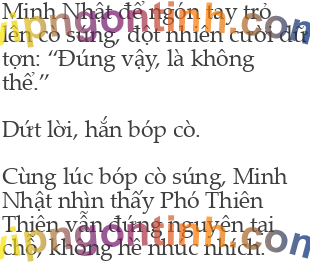 Minh Nhật để ngón tay trỏ
lên cò súng, đột nhiên cười dữ
tợn: “Đúng vậy, là không
thể.”
Dứt lời, hắn bóp cò.
Cùng lúc bóp cò súng, Minh
Nhật nhìn thấy Phó Thiên
Thiên vẫn đứng nguyên tại
chỗ, không hề nhúc nhích.